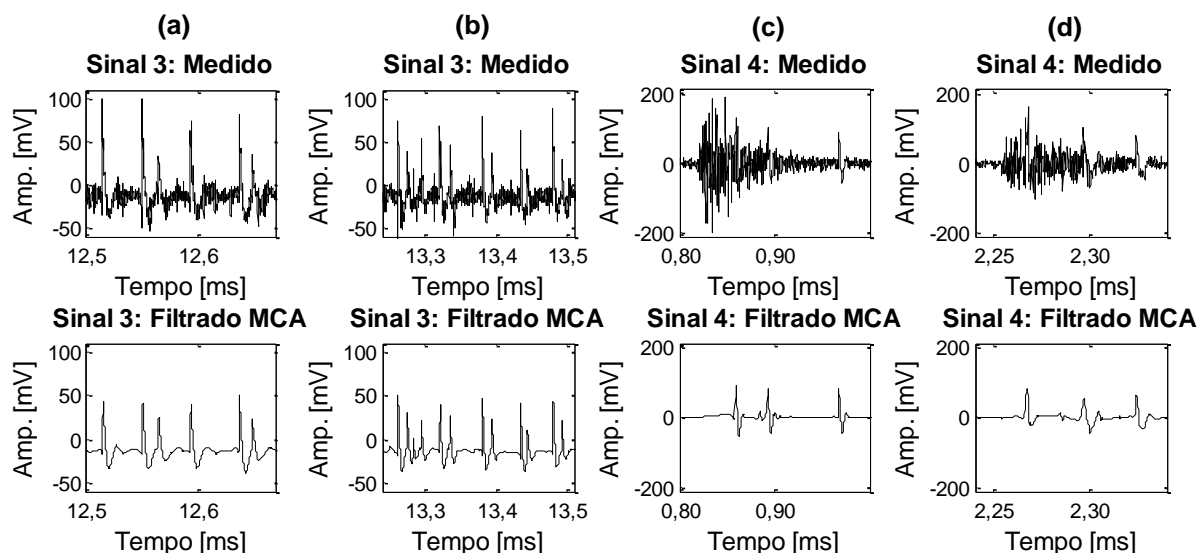 (a) (b) (c) (d)
Sinal 3: Medido Sinal 3: Medido Sinal 4: Medido Sinal 4: Medido
Amp. [mV] Amp. [mV] Amp. [mV] Amp. [mV]
100 100 200 200
50 50
0 0 0 0
-50 -50
-200 -200
12,5 12,6 13,3 13,4 13,5 0,80 0,90 2,25 2,30
Tempo [ms] Tempo [ms] Tempo [ms] Tempo [ms]
Sinal 3: Filtrado MCA Sinal 3: Filtrado MCA Sinal 4: Filtrado MCA Sinal 4: Filtrado MCA
Amp. [mV] Amp. [mV] Amp. [mV] Amp. [mV]
100 100 200 200
50 50
0 0 0 0
-50 -50
-200 -200
12,5 12,6 13,3 13,4 13,5 0,80 0,90 2,25 2,30
Tempo [ms] Tempo [ms] Tempo [ms] Tempo [ms]